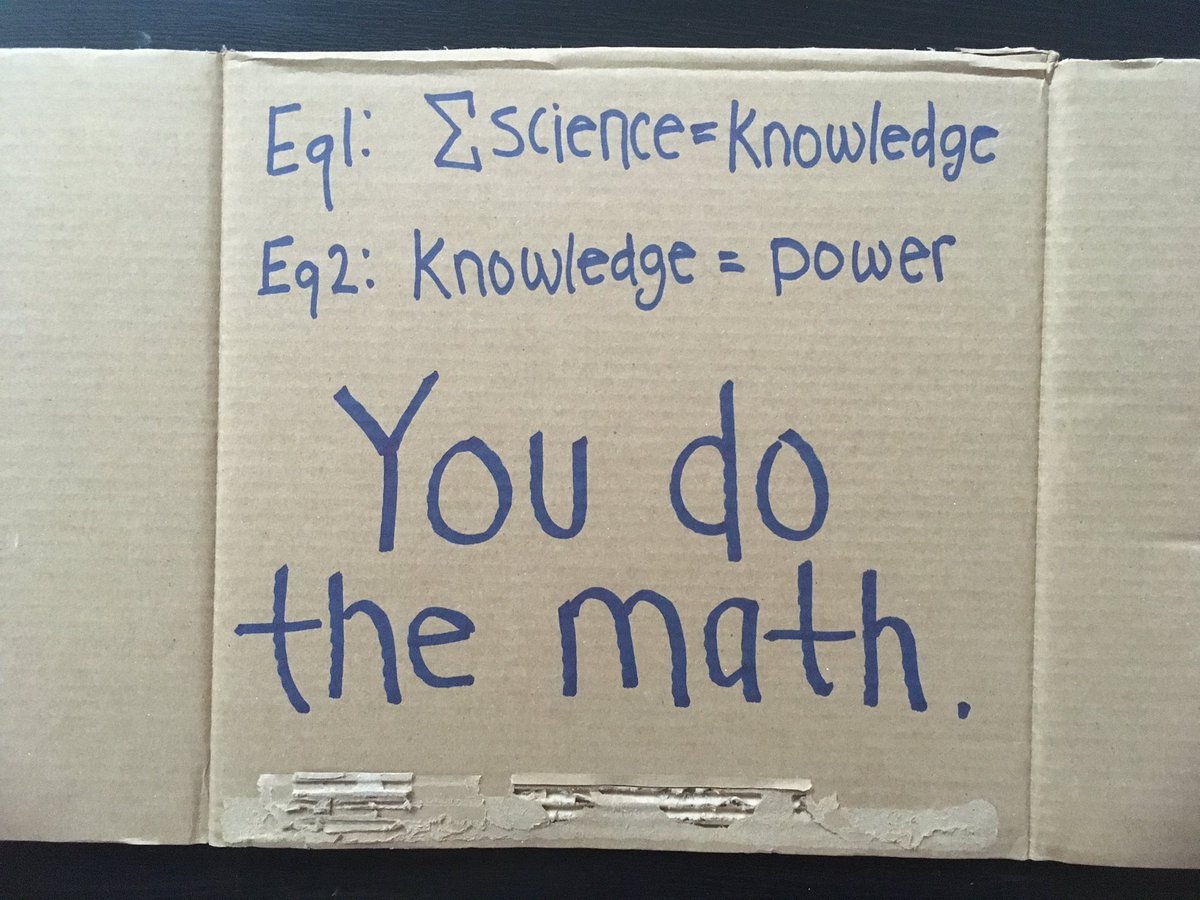 Eq1: Σ science = Knowledge
Eq2: Knowledge = power
You do
the math.